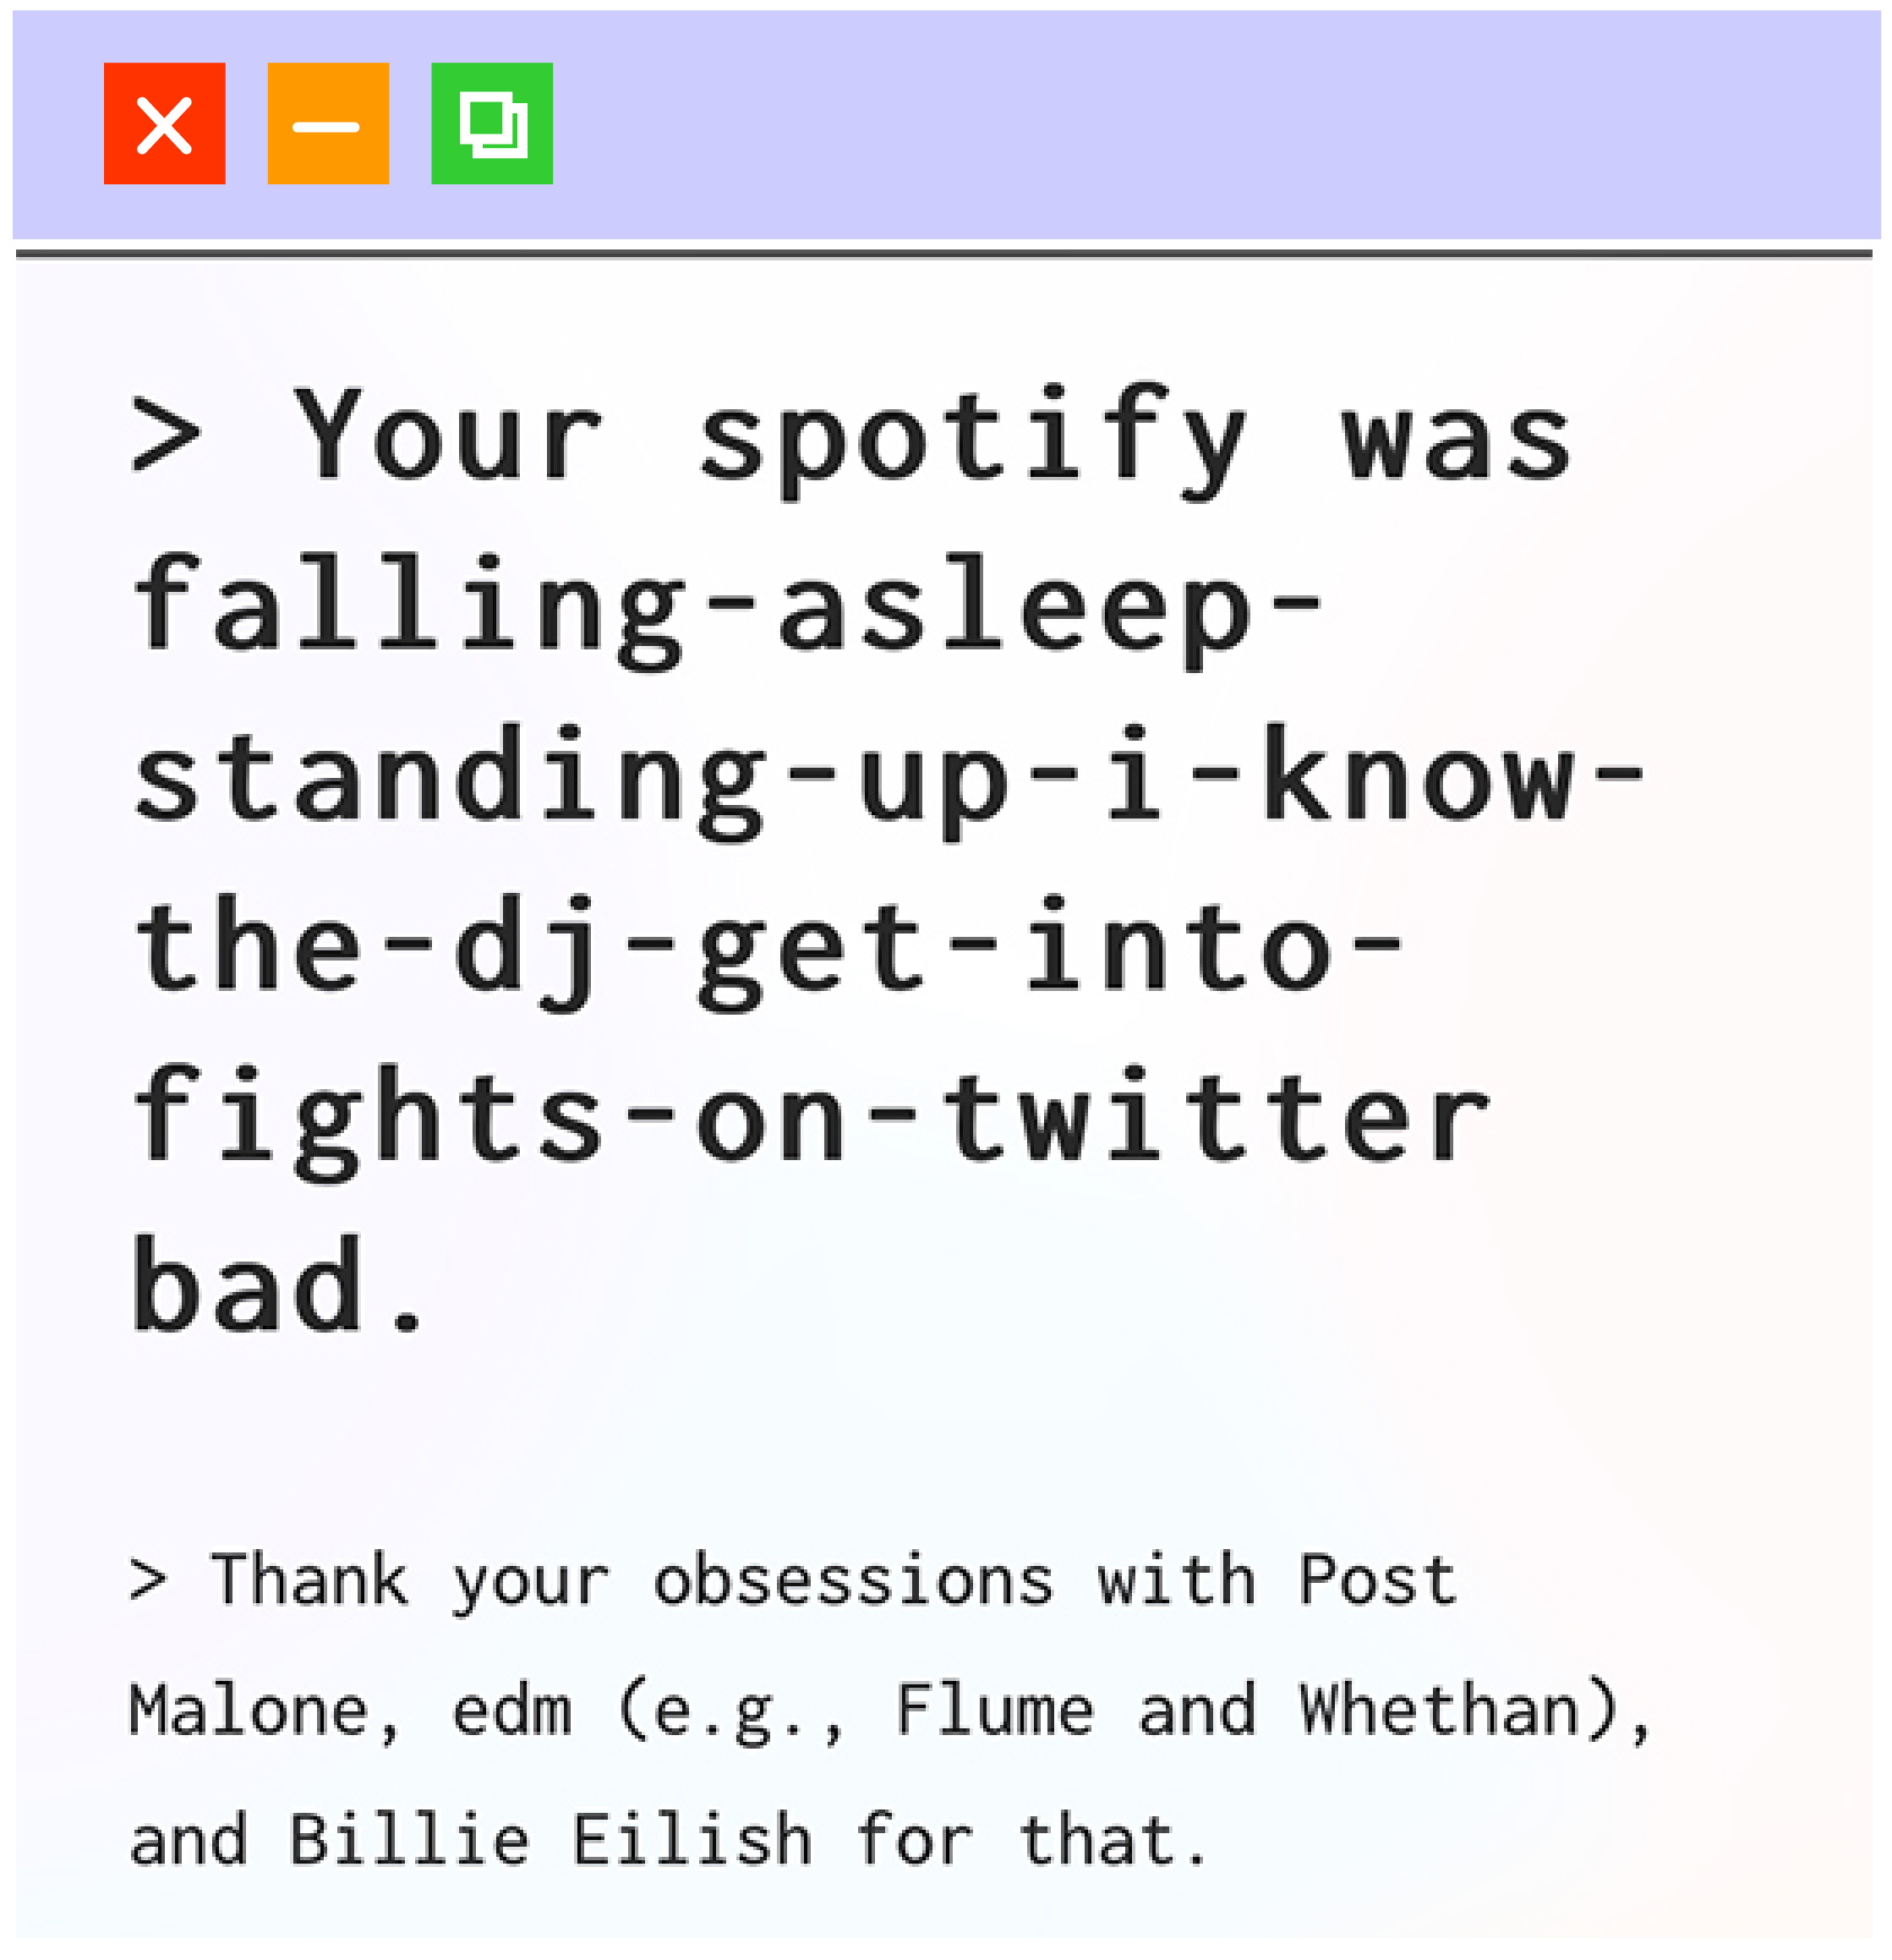 > Your spotify was
falling-asleep-
standing-up-i-know-
the-dj-get-into-
fights-on-twitter
bad.
> Thank your obsessions with Post
Malone, edm (e.g., Flume and Whethan),
and Billie Eilish for that.